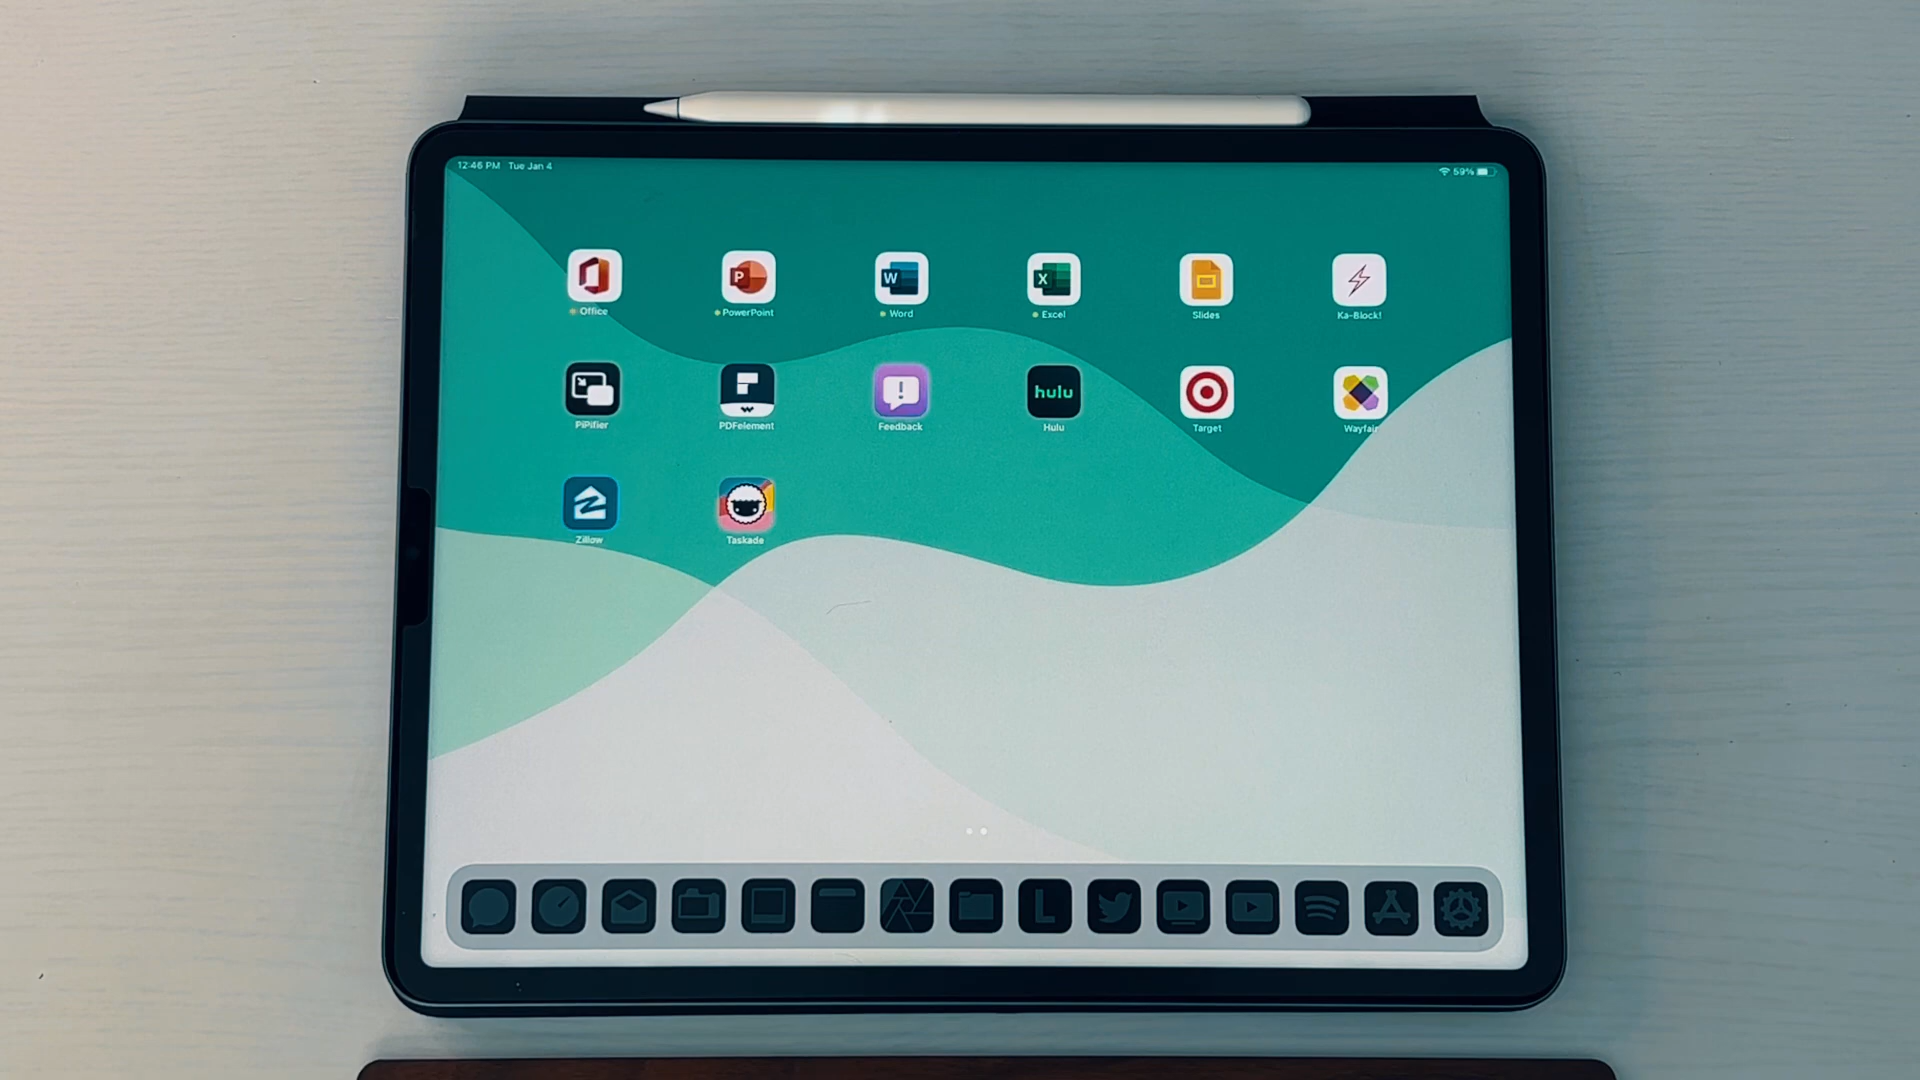 12:46 PM Tue Jan 4
59%
P
W
X
Office
PowerPoint
Word
Excel
Slides
Ka-Block!
hulu
PiPifier
PDFelement
Feedback
Hulu
Target
Wayfair
Zillow
Taskade
L